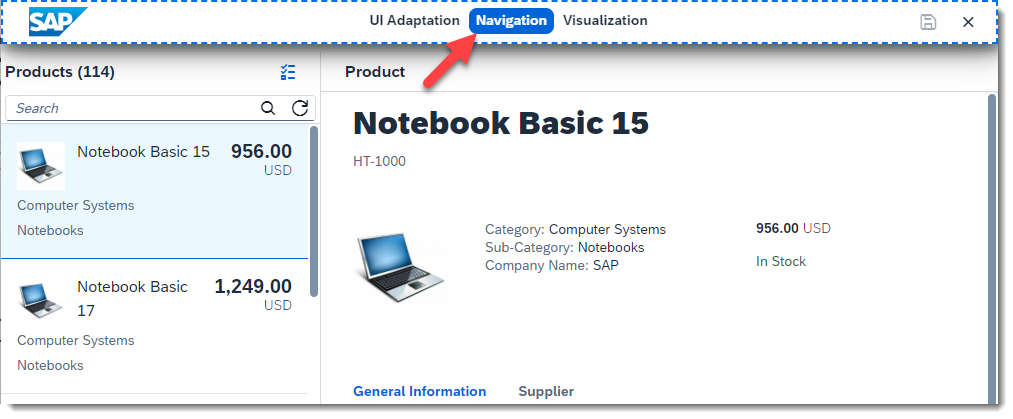 SAP
UI Adaptation Navigation Visualization
Products (114)
Search
Notebook Basic 15 956.00
USD
Computer Systems
Notebooks
Notebook Basic 1,249.00
17 USD
Computer Systems
Notebooks
Product
Notebook Basic 15
HT-1000
Category: Computer Systems
Sub-Category: Notebooks
Company Name: SAP
956.00 USD
In Stock
General Information Supplier